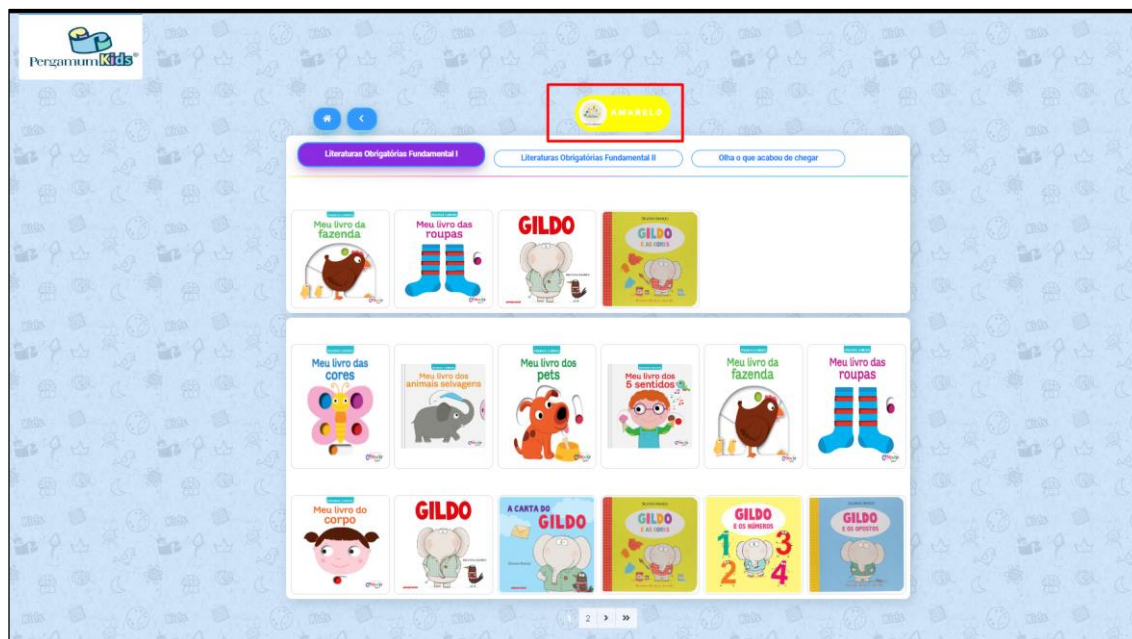 Pergamum Kids®
AMARELO
Literaturas Obrigatórias Fundamental I
Literaturas Obrigatórias Fundamental II
Olha o que acabou de chegar
Meu livro da
fazenda
Meu livro das
roupas
GILDO
GILDO
E AS CORES
Meu livro das
cores
Meu livro dos
animais selvagens
Meu livro dos
pets
Meu livro dos
5 sentidos
Meu livro da
fazenda
Meu livro das
roupas
Meu livro do
corpo
GILDO
A CARTA DO
GILDO
GILDO
E AS CORES
GILDO
E OS NÚMEROS
1 3
2 4
GILDO
E OS OPOSTOS
1 2 > >>